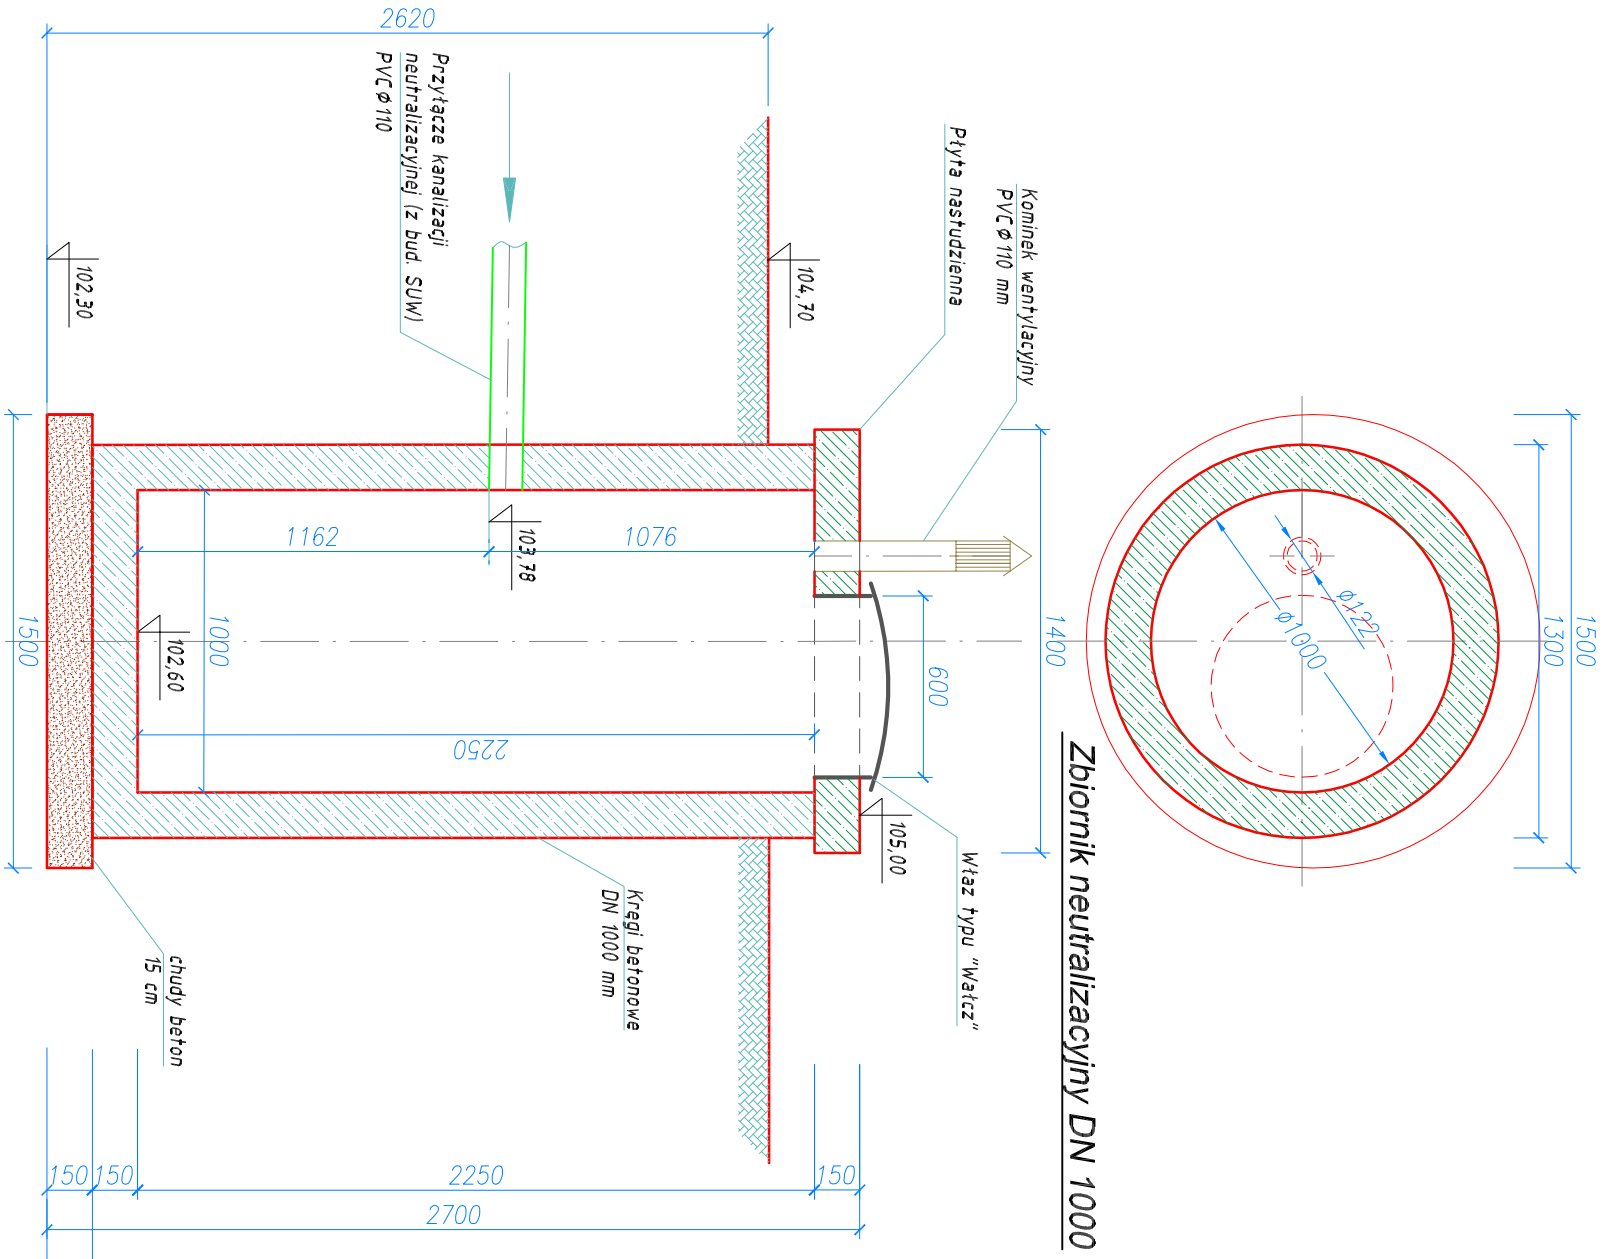 Zbiornik neutralizacyjny DN 1000
1500
1300
ø122
ø1000
1400
600
Kominek wentylacyjny
PVC ø 110 mm
Płyta nastudzienna
Właz typu "Wałcz"
105,00
104,70
Przyłącze kanalizacji
neutralizacyjnej (z bud. SUW)
PVC ø 110
103,78
1076
1162
2250
1000
102,60
102,30
Kręgi betonowe
DN 1000 mm
chudy beton
15 cm
1500
2620
150
150
2250
150
2700